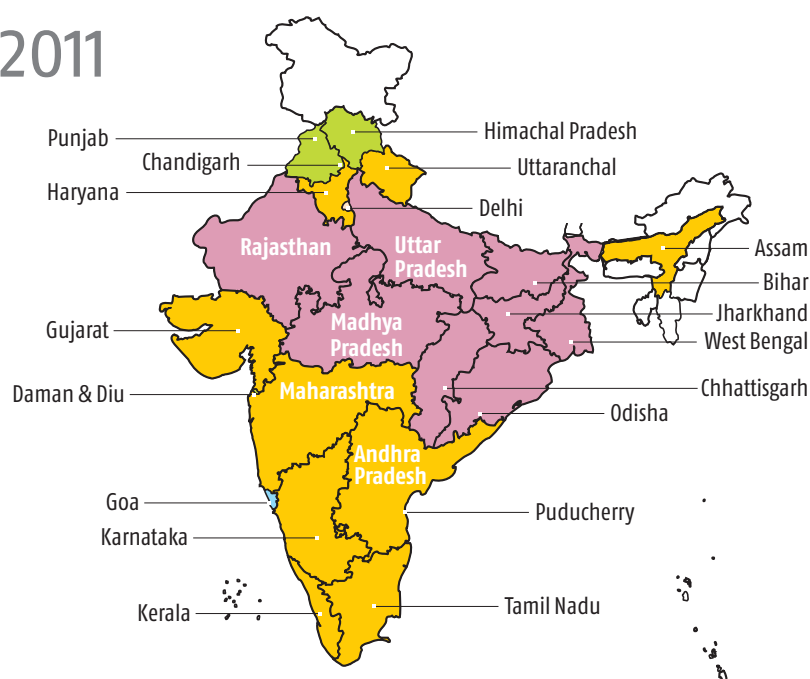 2011
Punjab
Himachal Pradesh
Chandigarh
Uttaranchal
Haryana
Delhi
Rajasthan
Uttar
Pradesh
Assam
Bihar
Jharkhand
Gujarat
Madhya
Pradesh
West Bengal
Daman & Diu
Maharashtra
Chhattisgarh
Odisha
Andhra
Pradesh
Goa
Puducherry
Karnataka
Kerala
Tamil Nadu